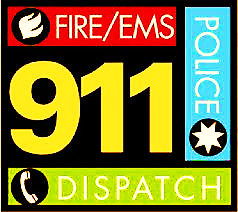 FIRE/EMS
911
POLICE
DISPATCH